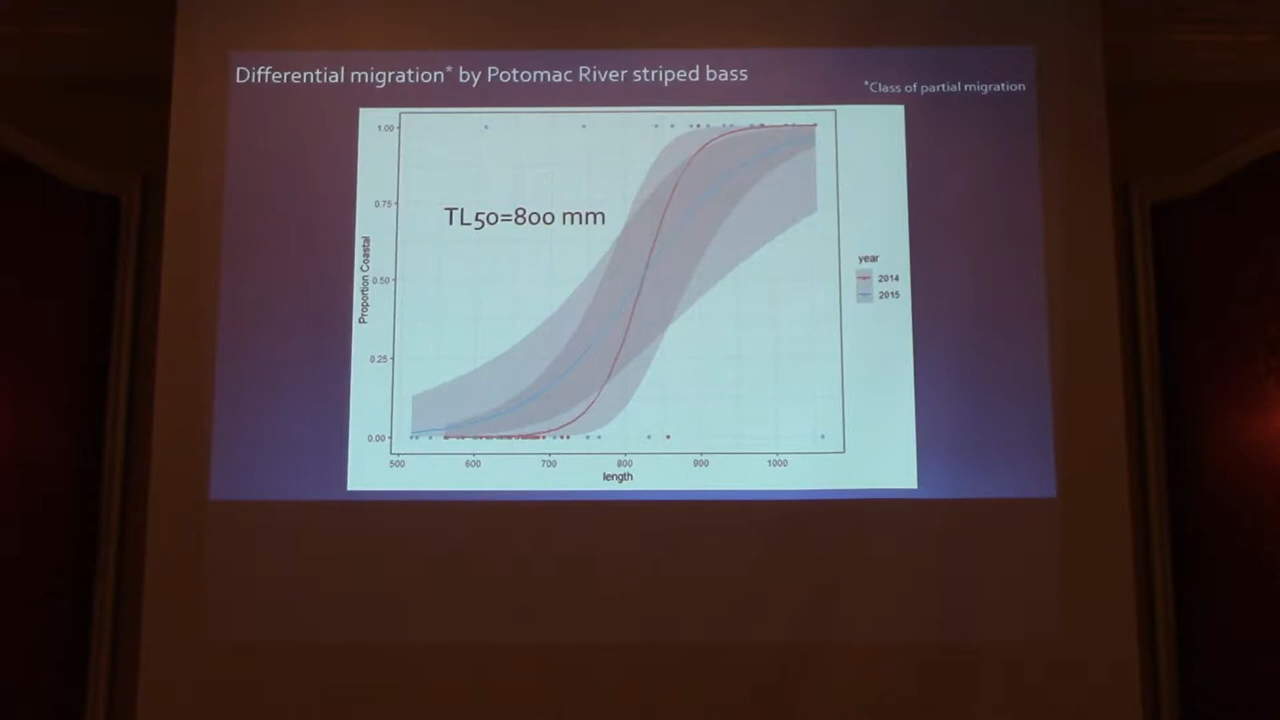 Differential migration* by Potomac River striped bass
*Class of partial migration
TL50=800 mm
Proportion Coastal
1.00
0.75
0.50
0.25
0.00
500 600 700 800 900 1000
length
year
2014
2015